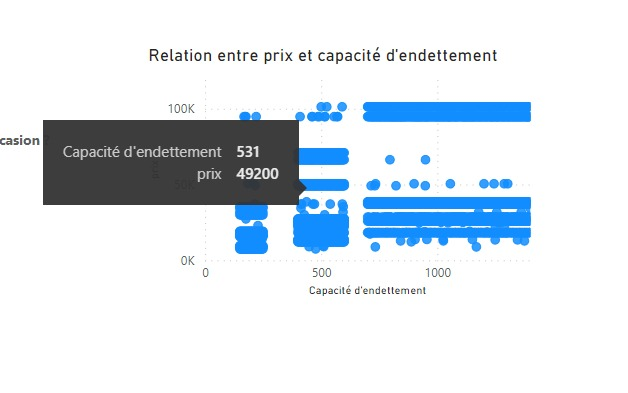 Relation entre prix et capacité d'endettement
100K
casion
Capacité d'endettement 531
prix 49200
0K
0 500 1000
Capacité d'endettement